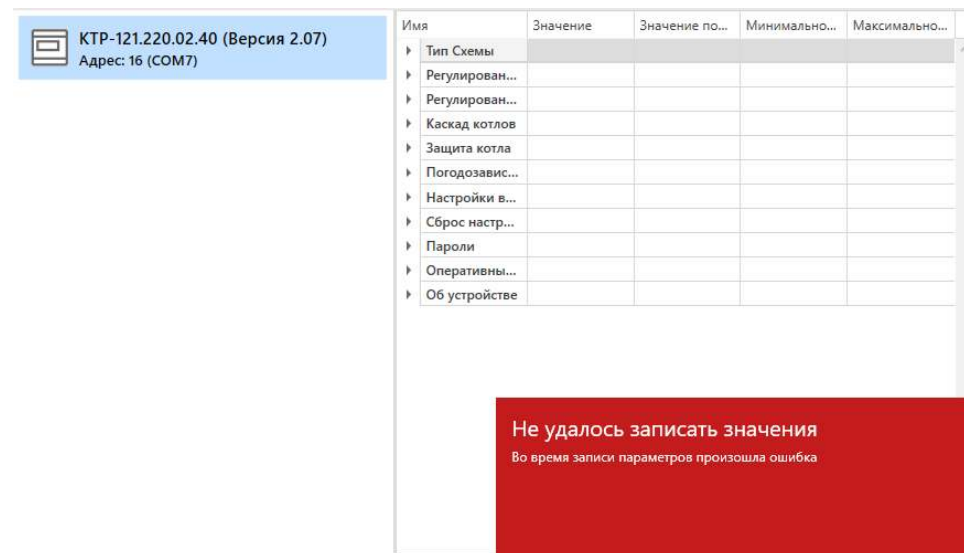 КТР-121.220.02.40 (Версия 2.07)
Адрес: 16 (COM7)
Имя Значение Значение по... Минимально... Максимально...
Тип Схемы
Регулирован...
Регулирован...
Каскад котлов
Защита котла
Погодозавис...
Настройки в...
Сброс настр...
Пароли
Оперативны...
Об устройстве
Не удалось записать значения
Во время записи параметров произошла ошибка